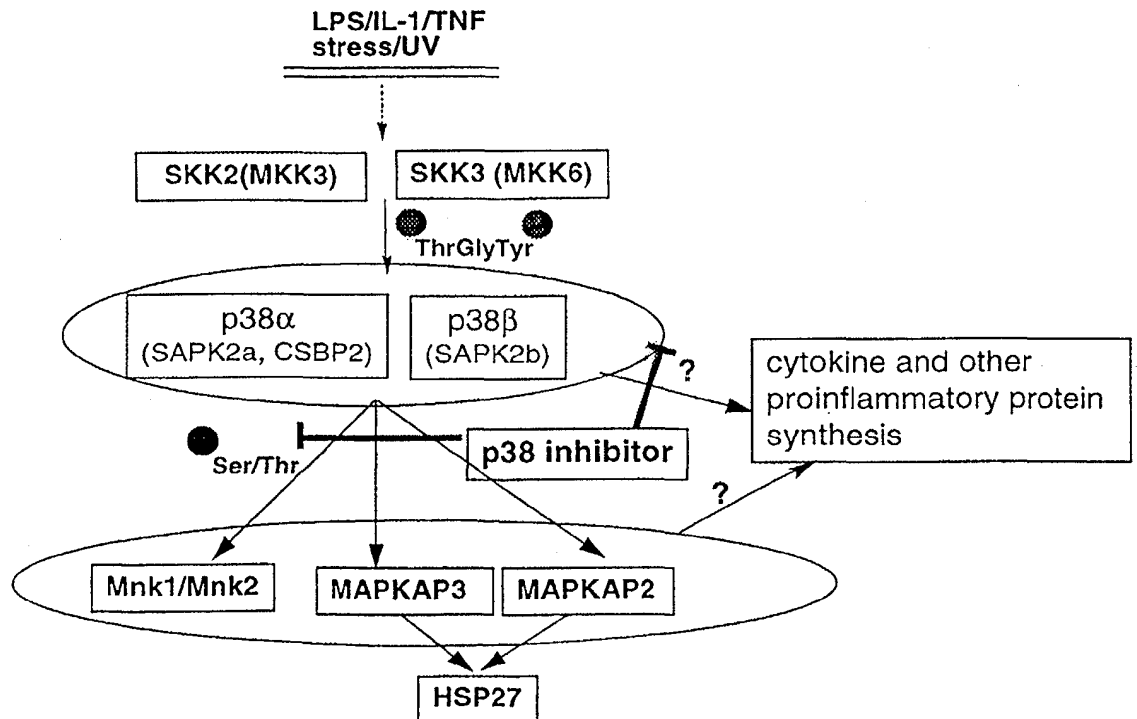 LPS/IL-1/TNF
stress/UV
SKK2(MKK3)
SKK3 (MKK6)
ThrGlyTyr
p38α
(SAPK2a, CSBP2)
p38β
(SAPK2b)
?
cytokine and other
proinflammatory protein
synthesis
p38 inhibitor
Ser/Thr
?
Mnk1/Mnk2
MAPKAP3
MAPKAP2
HSP27